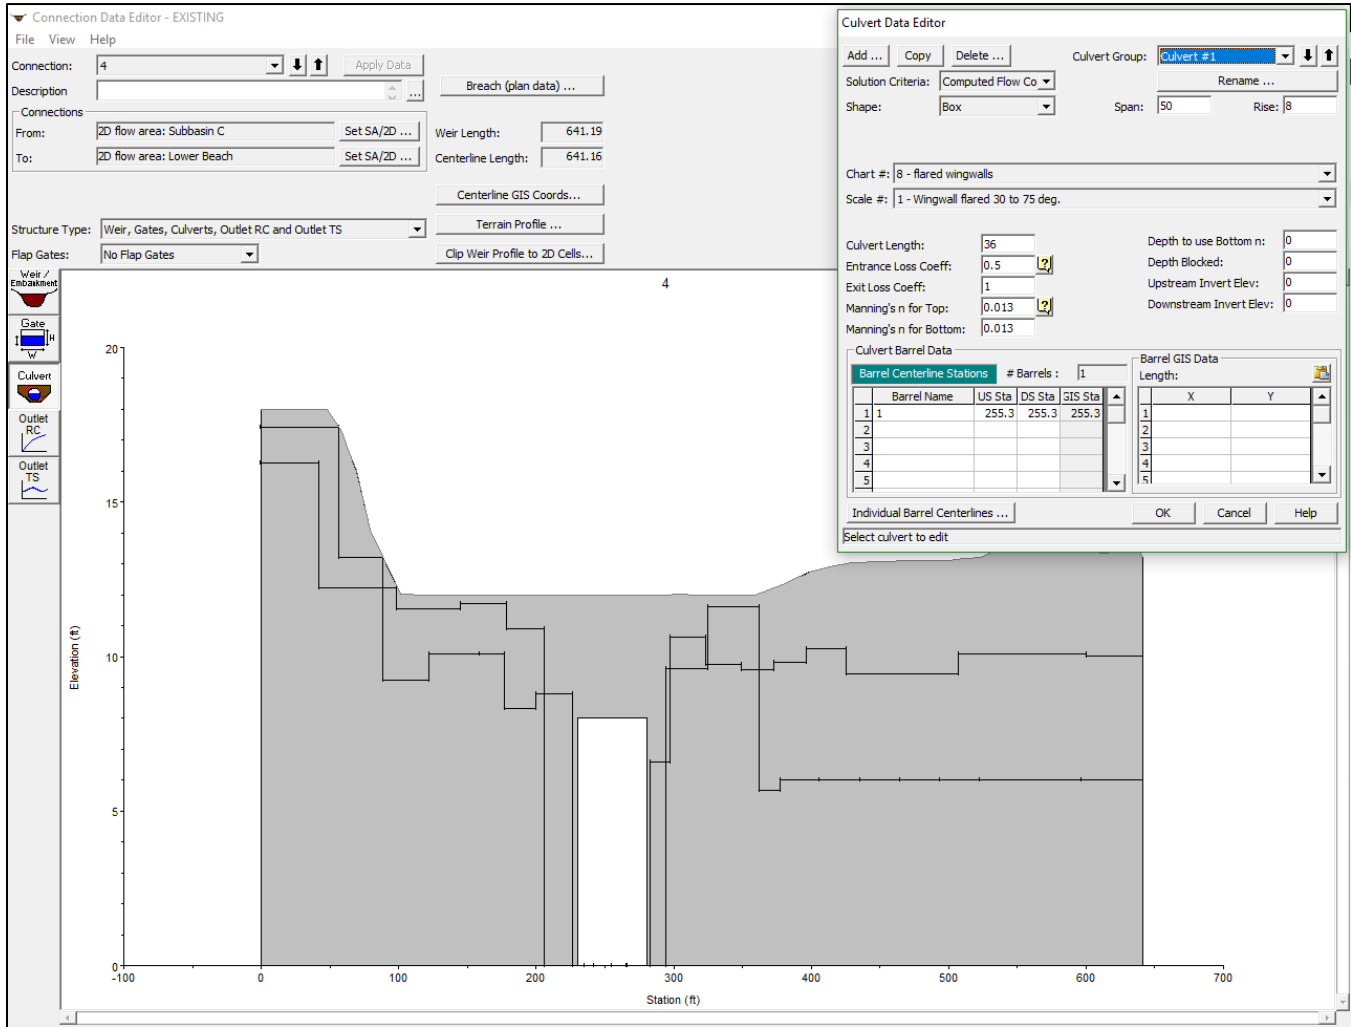 Connection Data Editor - EXISTING
File View Help
Connection: 4 Apply Data
Description ... Breach (plan data) ...
Connections
From: 2D flow area: Subbasin C Set SA/2D ... Weir Length: 641.19
To: 2D flow area: Lower Beach Set SA/2D ... Centerline Length: 641.16
Centerline GIS Coords...
Structure Type: Weir, Gates, Culverts, Outlet RC and Outlet TS Terrain Profile ...
Flap Gates: No Flap Gates Clip Weir Profile to 2D Cells...
Weir /
Embankment
Gate
H
W
Culvert
Outlet
RC
Outlet
TS
4
Elevation (ft)
20
15
10
5
0
-100 0 100 200 300 400 500 600 700
Station (ft)
Culvert Data Editor
Add ... Copy Delete ... Culvert Group: Culvert #1
Solution Criteria: Computed Flow Co Rename ...
Shape: Box Span: 50 Rise: 8
Chart #: 8 - flared wingwalls
Scale #: 1 - Wingwall flared 30 to 75 deg.
Culvert Length: 36 Depth to use Bottom n: 0
Entrance Loss Coeff: 0.5 ? Depth Blocked: 0
Exit Loss Coeff: 1 Upstream Invert Elev: 0
Manning's n for Top: 0.013 ? Downstream Invert Elev: 0
Manning's n for Bottom: 0.013
Culvert Barrel Data
Barrel Centerline Stations # Barrels : 1
Barrel Name US Sta DS Sta GIS Sta
1 1 255.3 255.3 255.3
2
3
4
5
Barrel GIS Data
Length:
X Y
1
2
3
4
5
Individual Barrel Centerlines ... OK Cancel Help
Select culvert to edit